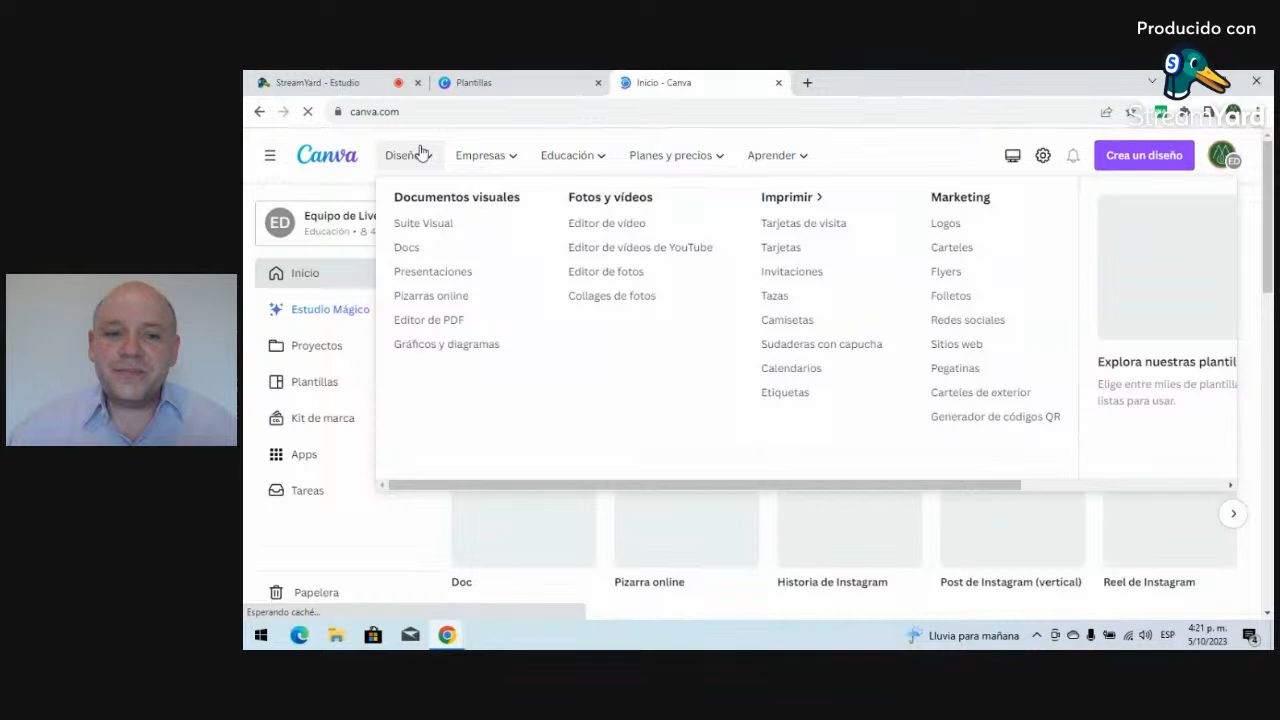 Producido con
StreamYard
StreamYard - Estudio
Plantillas
Inicio - Canva
canva.com
Canva
Diseño
Empresas
Educación
Planes y precios
Aprender
Crea un diseño
ED
ED
Equipo de Live
Educación • 4
Inicio
Estudio Mágico
Proyectos
Plantillas
Kit de marca
Apps
Tareas
Papelera
Documentos visuales
Suite Visual
Docs
Presentaciones
Pizarras online
Editor de PDF
Gráficos y diagramas
Fotos y vídeos
Editor de vídeo
Editor de vídeos de YouTube
Editor de fotos
Collages de fotos
Imprimir
Tarjetas de visita
Tarjetas
Invitaciones
Tazas
Camisetas
Sudaderas con capucha
Calendarios
Etiquetas
Marketing
Logos
Carteles
Flyers
Folletos
Redes sociales
Sitios web
Pegatinas
Carteles de exterior
Generador de códigos QR
Explora nuestras plantil
Elige entre miles de plantilla
listas para usar.
Doc
Pizarra online
Historia de Instagram
Post de Instagram (vertical)
Reel de Instagram
Esperando caché...
Lluvia para mañana
ESP
4:21 p. m.
5/10/2023
4